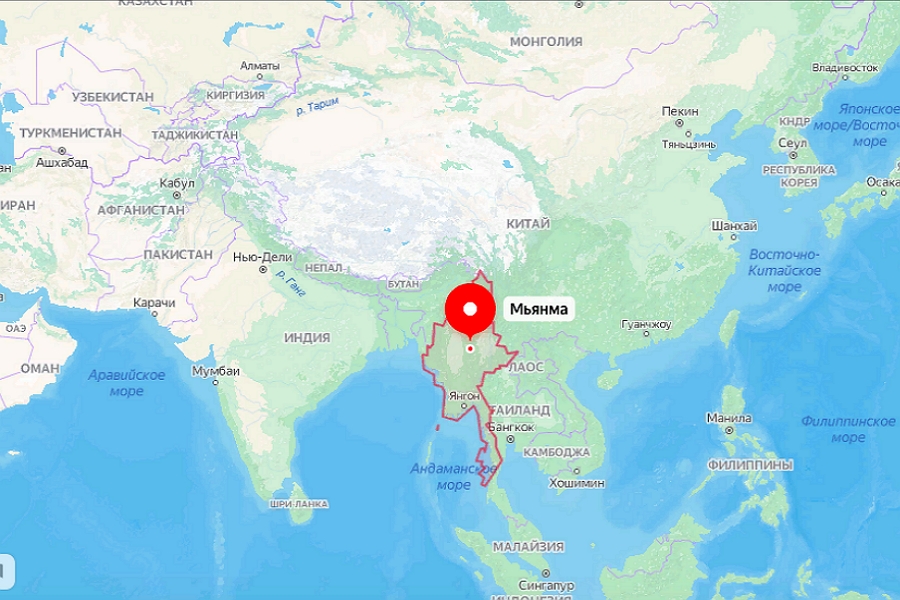 КАЗАХСТАН
МОНГОЛИЯ
Алматы
Владивосток
УЗБЕКИСТАН
КИРГИЗИЯ
р. Тарим
Пекин
Японское
море/Восточ
море
КНДР
ТУРКМЕНИСТАН
ТАДЖИКИСТАН
Сеул
Тяньцзинь
Ашхабад
РЕСПУБЛИКА
КОРЕЯ
Кабул
Осака
ИРАН
АФГАНИСТАН
КИТАЙ
Шанхай
ПАКИСТАН
Нью-Дели
НЕПАЛ
р. Ганг
БУТАН
Восточно-
Китайское
море
Карачи
Мьянма
ОАЭ
Гуанчжоу
ИНДИЯ
ОМАН
Мумбаи
ЛАОС
Аравийское
море
Янгон
ТАИЛАНД
Бангкок
Манила
Филиппинское
море
КАМБОДЖА
ФИЛИППИНЫ
Андаманское
море
Хошимин
ШРИ-ЛАНКА
МАЛАЙЗИЯ
Сингапур
ИНДОНЕЗИЯ